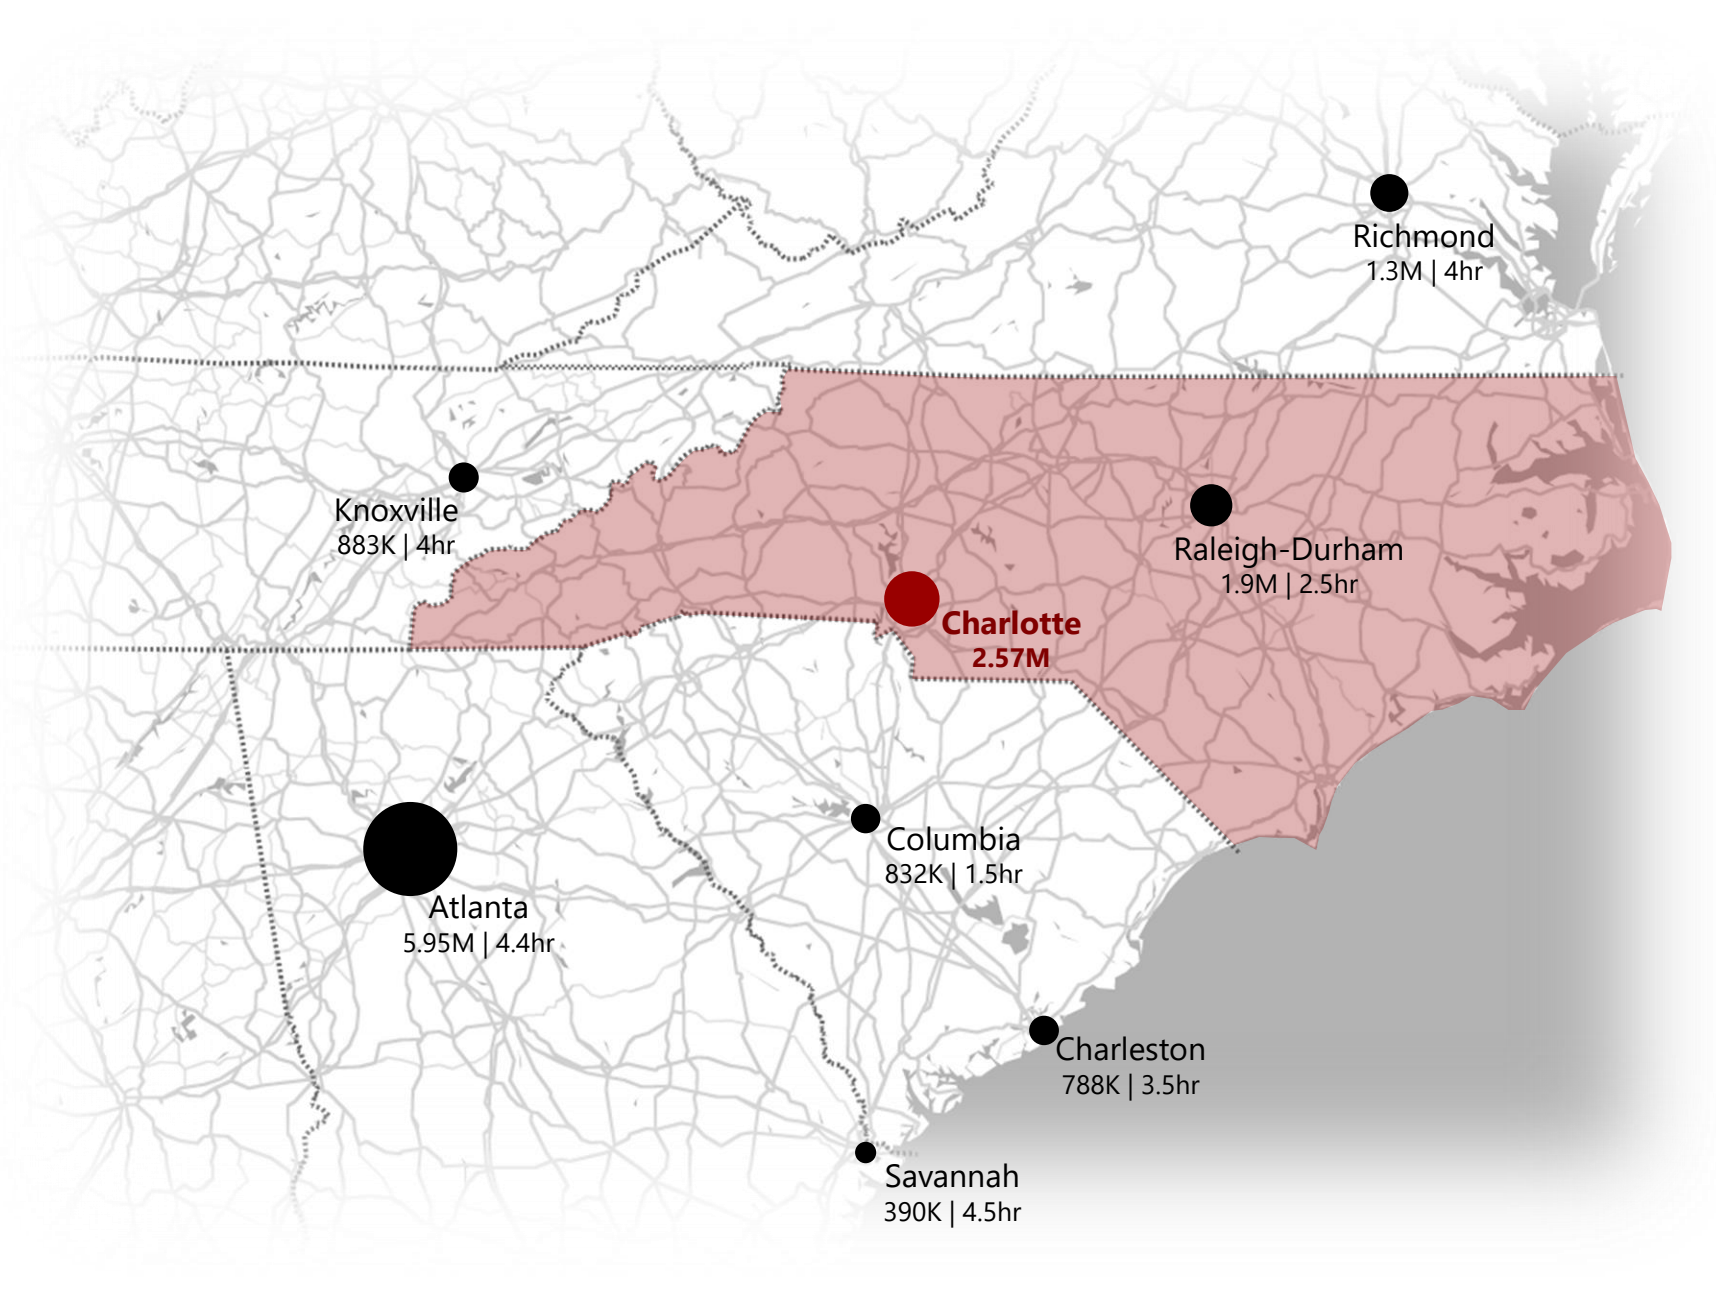 Richmond
1.3M | 4hr
Knoxville
883K | 4hr
Raleigh-Durham
1.9M | 2.5hr
Charlotte
2.57M
Columbia
832K | 1.5hr
Atlanta
5.95M | 4.4hr
Charleston
788K | 3.5hr
Savannah
390K | 4.5hr